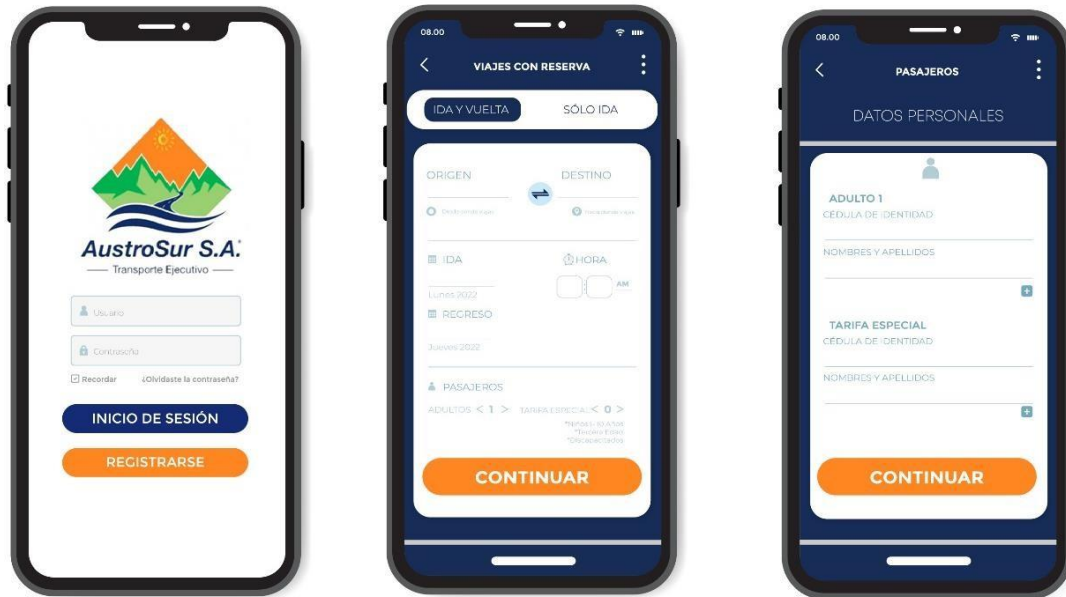 AustroSur S.A.
Transporte Ejecutivo
Usuario
Contraseña
Recordar ¿Olvidaste la contraseña?
INICIO DE SESIÓN
REGISTRARSE
08.00
VIAJES CON RESERVA
IDA Y VUELTA SÓLO IDA
ORIGEN DESTINO
IDA HORA
AM
Lunes 2022
REGRESO
Jueves 2022
PASAJEROS
ADULTOS < 1 > TARIFA ESPECIAL < 0 >
*Tercera Edad
*Discapacitados
CONTINUAR
08.00
PASAJEROS
DATOS PERSONALES
ADULTO 1
CÉDULA DE IDENTIDAD
NOMBRES Y APELLIDOS
TARIFA ESPECIAL
CÉDULA DE IDENTIDAD
NOMBRES Y APELLIDOS
CONTINUAR